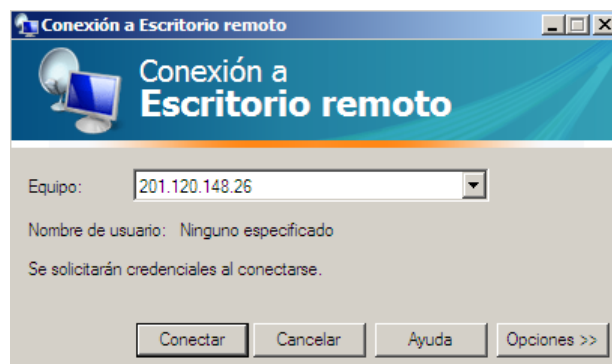 Conexión a Escritorio remoto
Conexión a
Escritorio remoto
Equipo: 201.120.148.26
Nombre de usuario: Ninguno especificado
Se solicitarán credenciales al conectarse.
Conectar Cancelar Ayuda Opciones >>